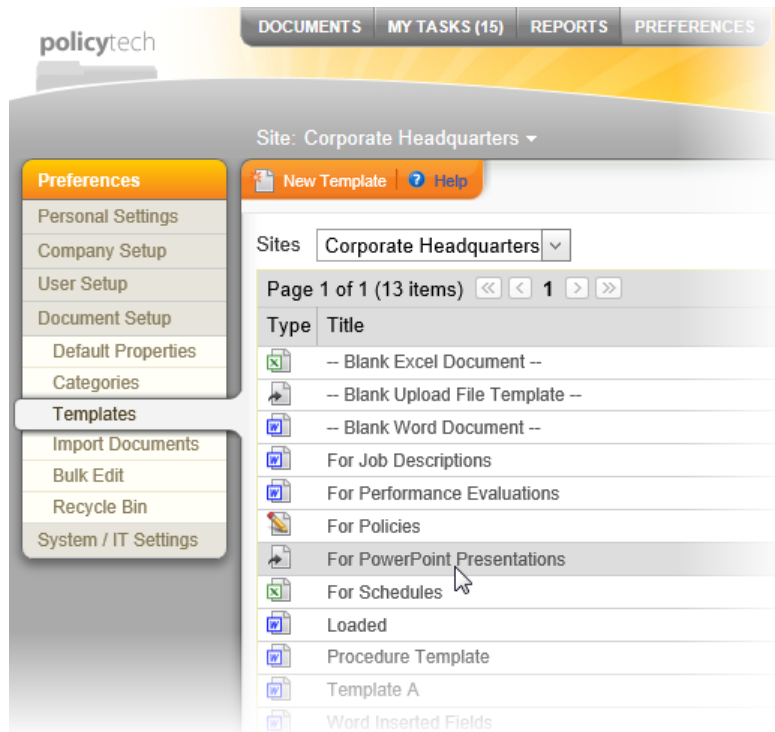 policytech
DOCUMENTS MY TASKS (15) REPORTS PREFERENCES
Site: Corporate Headquarters
Preferences
New Template Help
Personal Settings
Company Setup
User Setup
Document Setup
Default Properties
Categories
Templates
Import Documents
Bulk Edit
Recycle Bin
System / IT Settings
Sites Corporate Headquarters
Page 1 of 1 (13 items) 1
Type Title
-- Blank Excel Document --
-- Blank Upload File Template --
-- Blank Word Document --
For Job Descriptions
For Performance Evaluations
For Policies
For PowerPoint Presentations
For Schedules
Loaded
Procedure Template
Template A
Word Inserted Fields